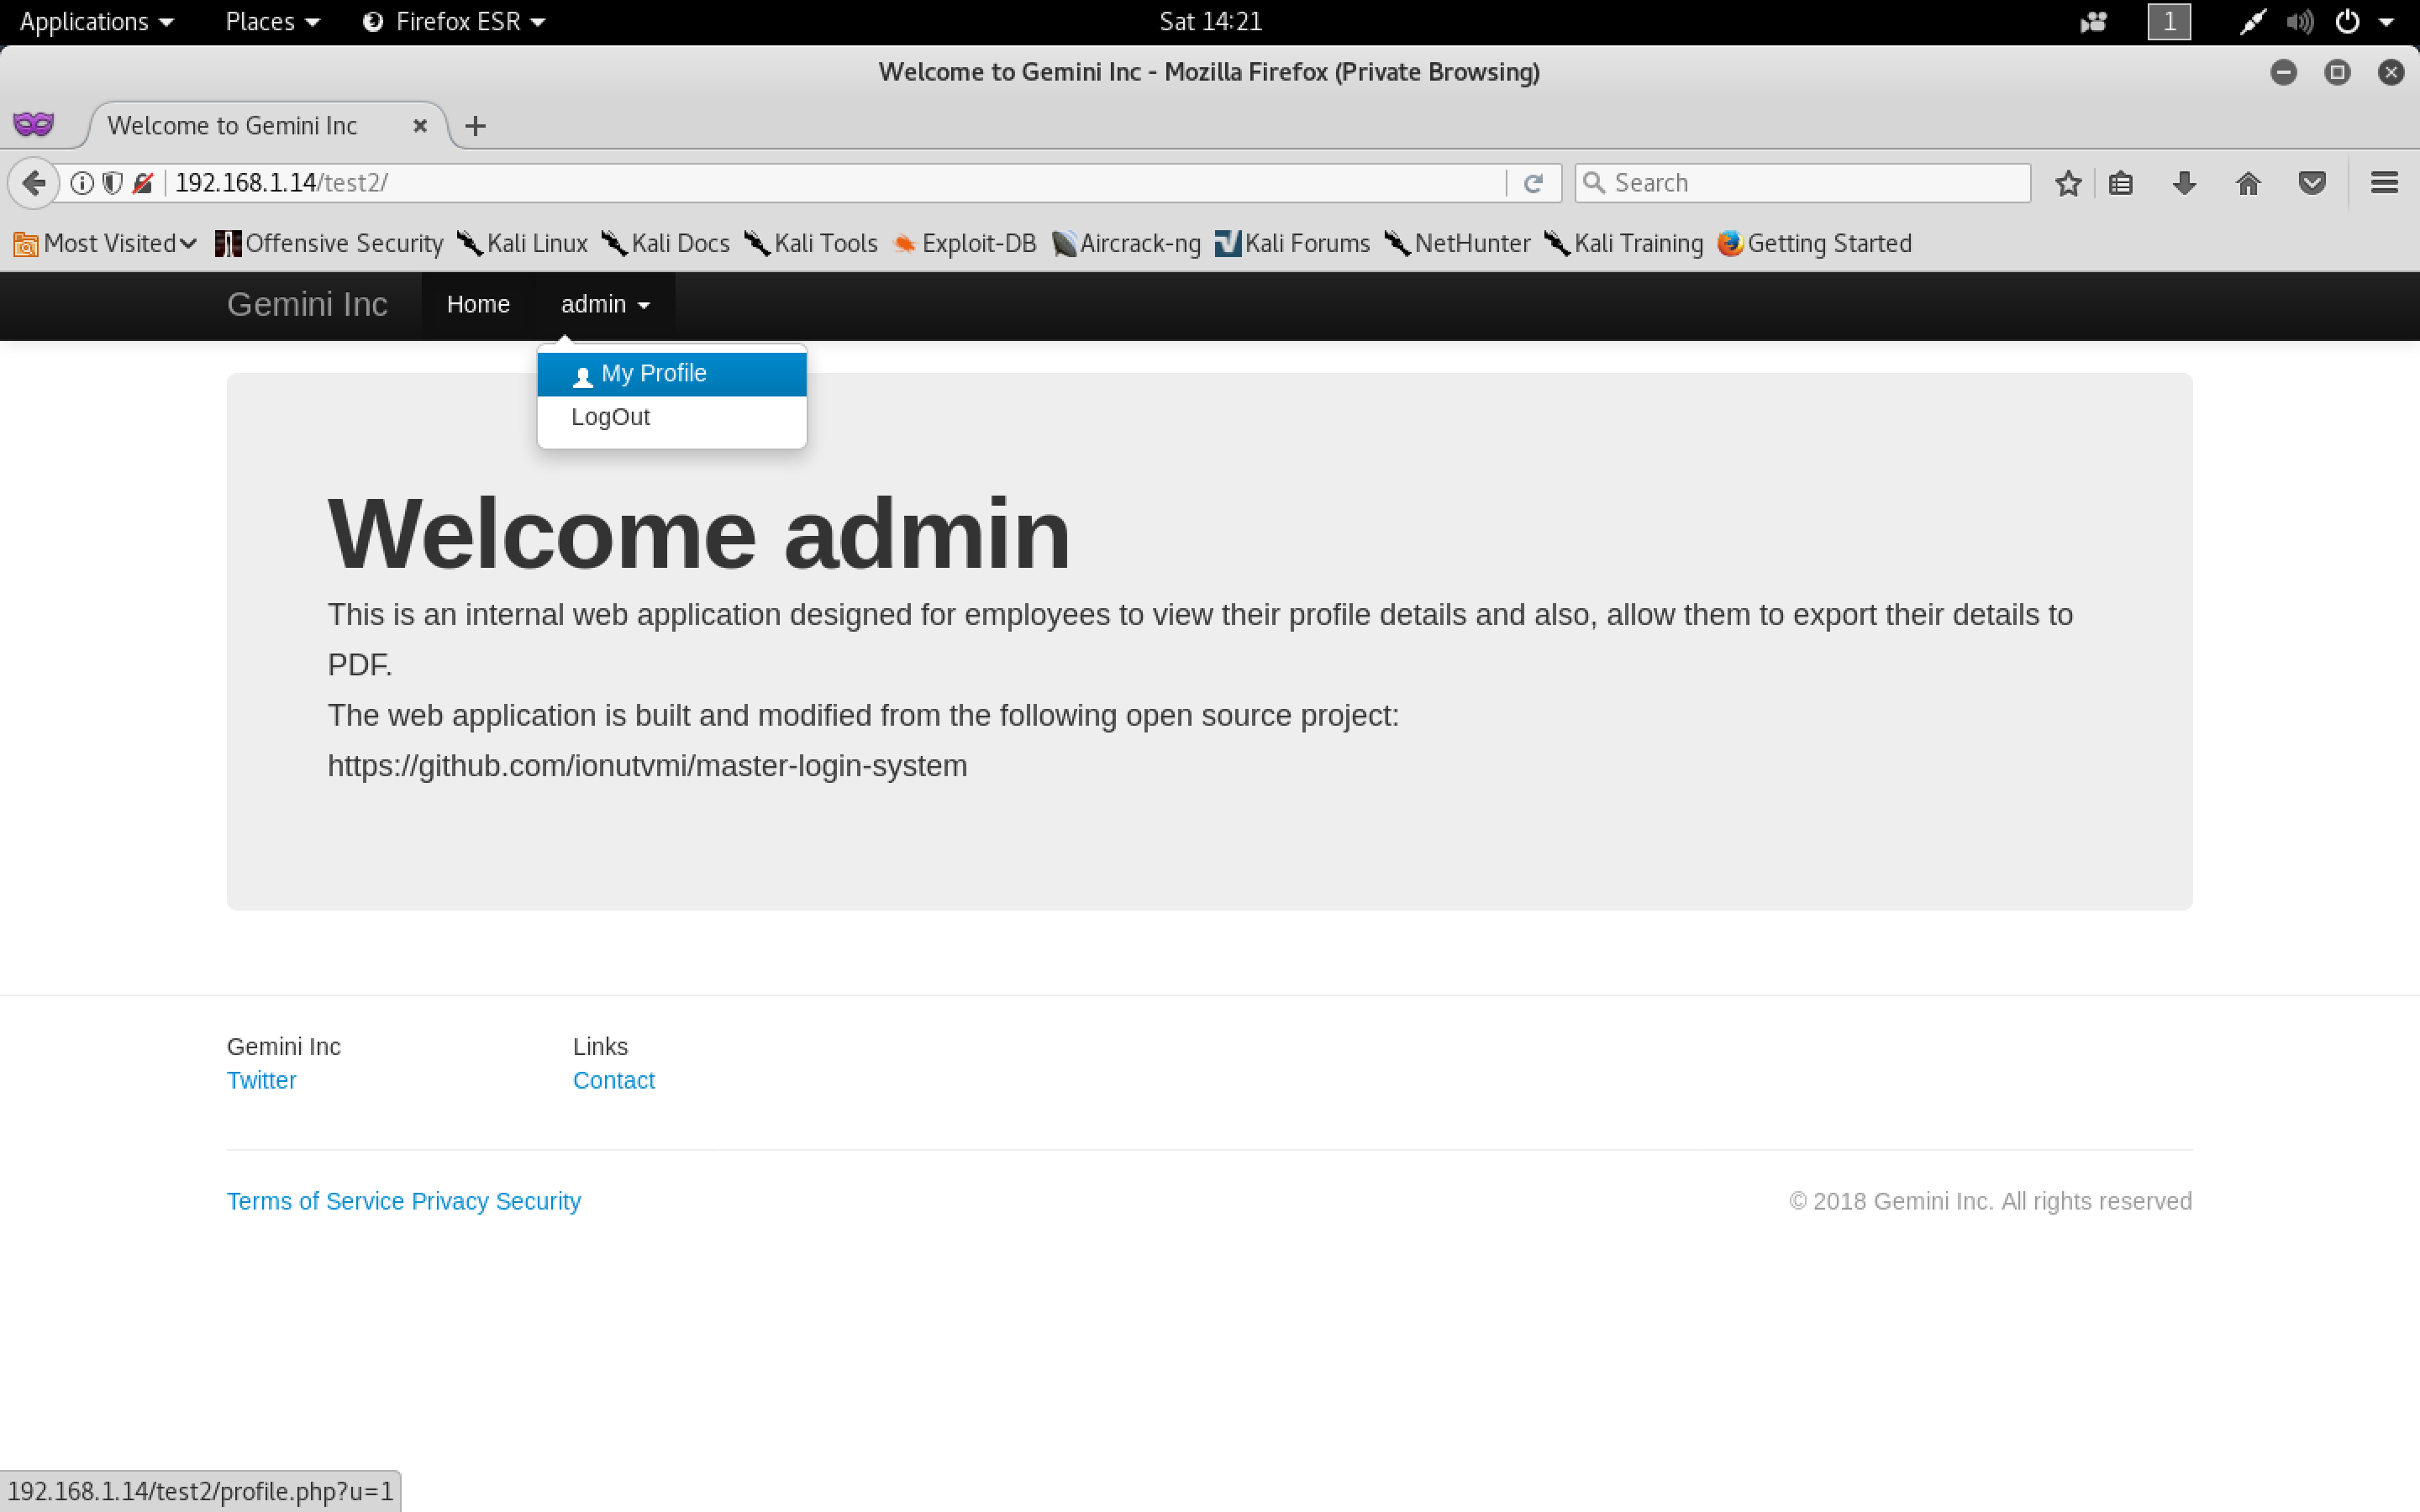 Applications Places Firefox ESR Sat 14:21 1
Welcome to Gemini Inc - Mozilla Firefox (Private Browsing)
Welcome to Gemini Inc
192.168.1.14/test2/ Search
Most Visited Offensive Security Kali Linux Kali Docs Kali Tools Exploit-DB Aircrack-ng Kali Forums NetHunter Kali Training Getting Started
Gemini Inc Home admin
My Profile
LogOut
Welcome admin
This is an internal web application designed for employees to view their profile details and also, allow them to export their details to
PDF.
The web application is built and modified from the following open source project:
https://github.com/ionutvmi/master-login-system
Gemini Inc Links
Twitter Contact
Terms of Service Privacy Security © 2018 Gemini Inc. All rights reserved
192.168.1.14/test2/profile.php?u=1